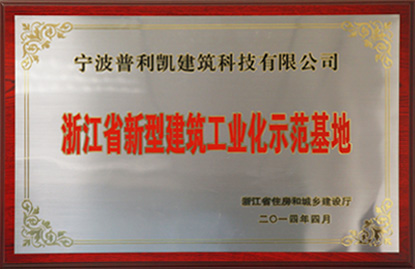 宁波普利凯建筑科技有限公司
浙江省新型建筑工业化示范基地
浙江省住房和城乡建设厅
二〇一四年四月